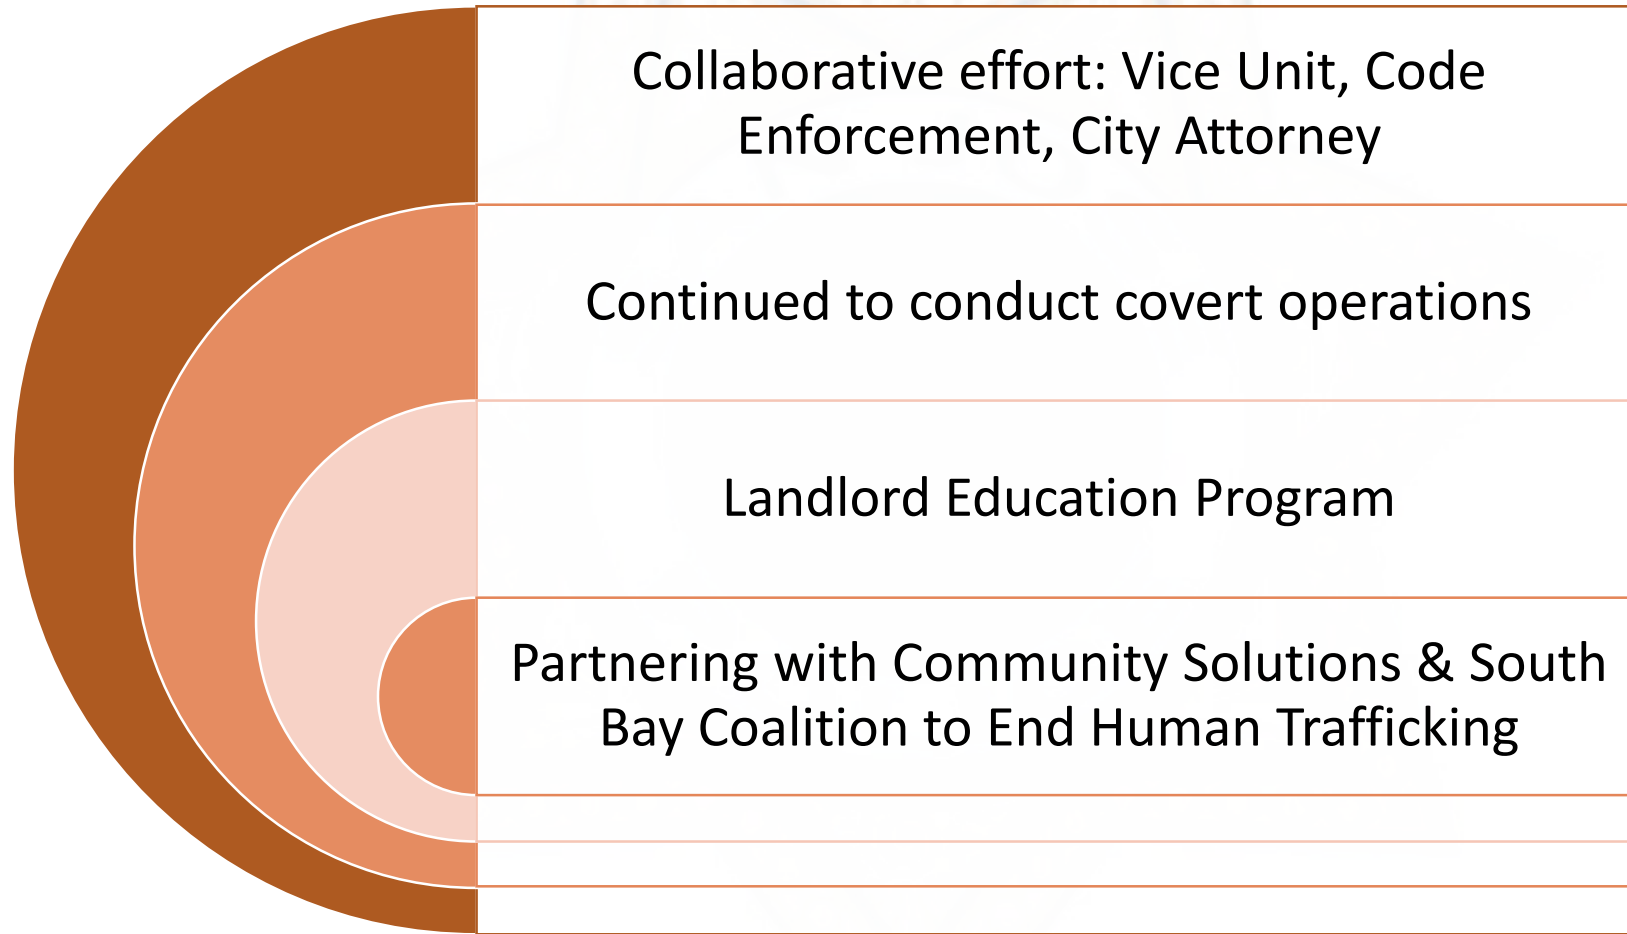 Collaborative effort: Vice Unit, Code
Enforcement, City Attorney
Continued to conduct covert operations
Landlord Education Program
Partnering with Community Solutions & South
Bay Coalition to End Human Trafficking